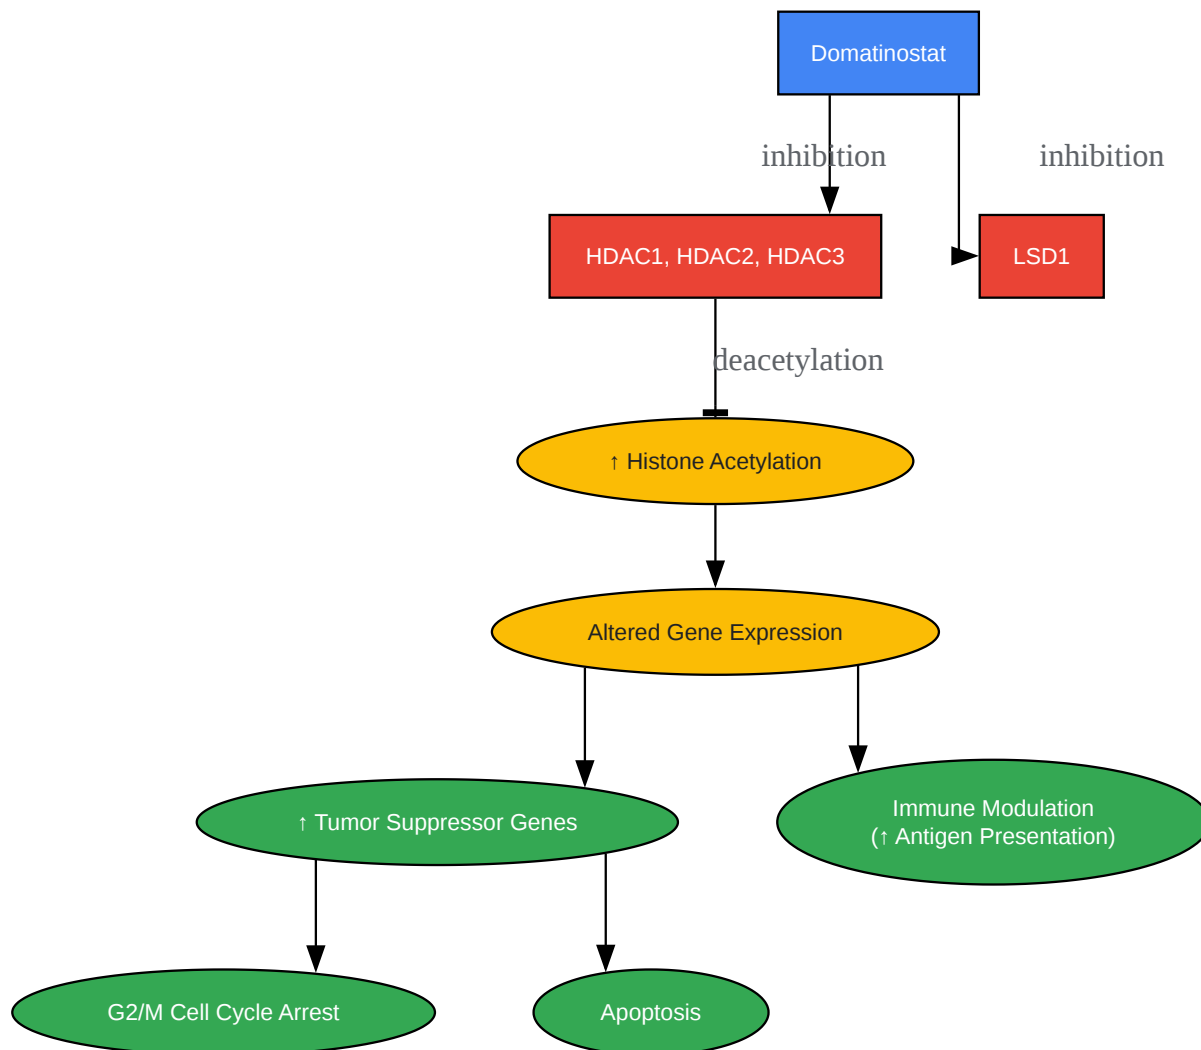 Domatinostat
inhibition
inhibition
HDAC1, HDAC2, HDAC3
LSD1
deacetylation
↑ Histone Acetylation
Altered Gene Expression
↑ Tumor Suppressor Genes
Immune Modulation
(↑ Antigen Presentation)
G2/M Cell Cycle Arrest
Apoptosis